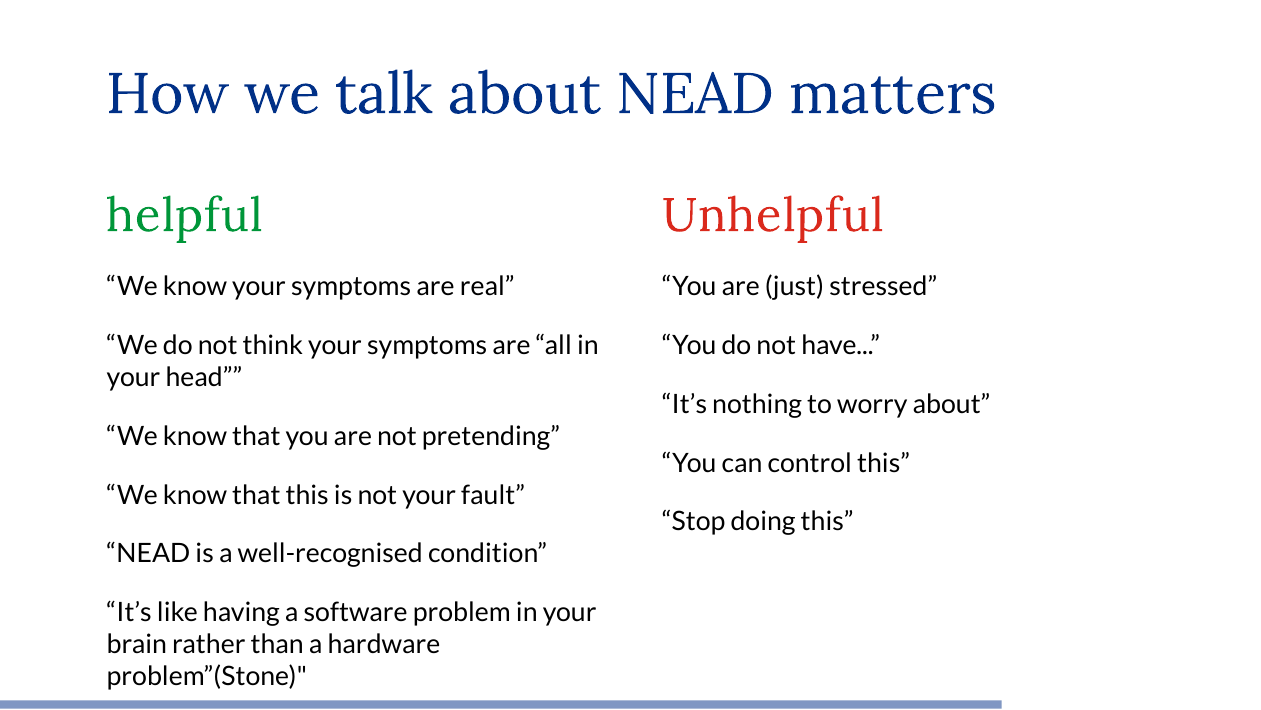 How we talk about NEAD matters
helpful
“We know your symptoms are real”
“We do not think your symptoms are “all in
your head””
“We know that you are not pretending”
“We know that this is not your fault”
“NEAD is a well-recognised condition”
“It’s like having a software problem in your
brain rather than a hardware
problem”(Stone)"
Unhelpful
“You are (just) stressed”
“You do not have...”
“It’s nothing to worry about”
“You can control this”
“Stop doing this”